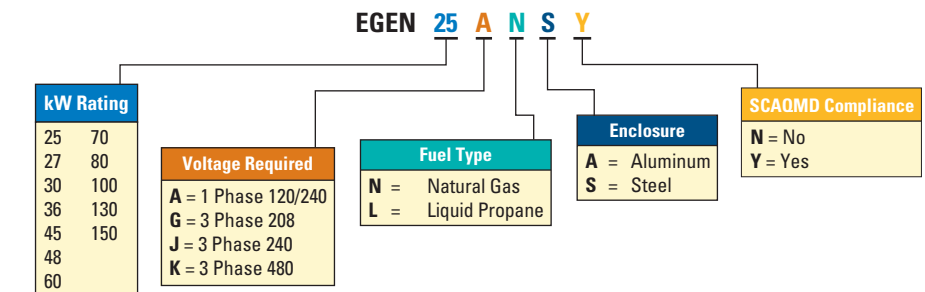 EGEN 25 A N S Y
kW Rating
25 70
27 80
30 100
36 130
45 150
48
60
Voltage Required
A = 1 Phase 120/240
G = 3 Phase 208
J = 3 Phase 240
K = 3 Phase 480
Fuel Type
N = Natural Gas
L = Liquid Propane
Enclosure
A = Aluminum
S = Steel
SCAQMD Compliance
N = No
Y = Yes